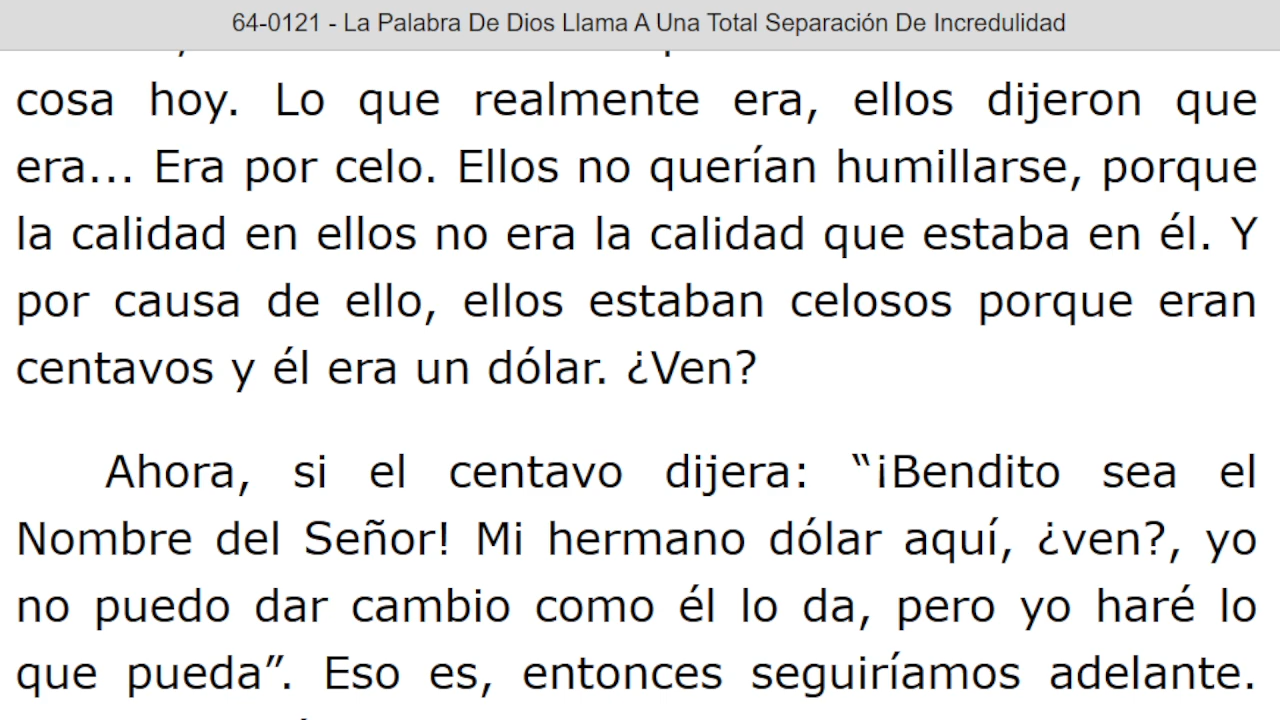 64-0121 - La Palabra De Dios Llama A Una Total Separación De Incredulidad
cosa hoy. Lo que realmente era, ellos dijeron que
era... Era por celo. Ellos no querían humillarse, porque
la calidad en ellos no era la calidad que estaba en él. Y
por causa de ello, ellos estaban celosos porque eran
centavos y él era un dólar. ¿Ven?
Ahora, si el centavo dijera: “¡Bendito sea el
Nombre del Señor! Mi hermano dólar aquí, ¿ven?, yo
no puedo dar cambio como él lo da, pero yo haré lo
que pueda”. Eso es, entonces seguiríamos adelante.